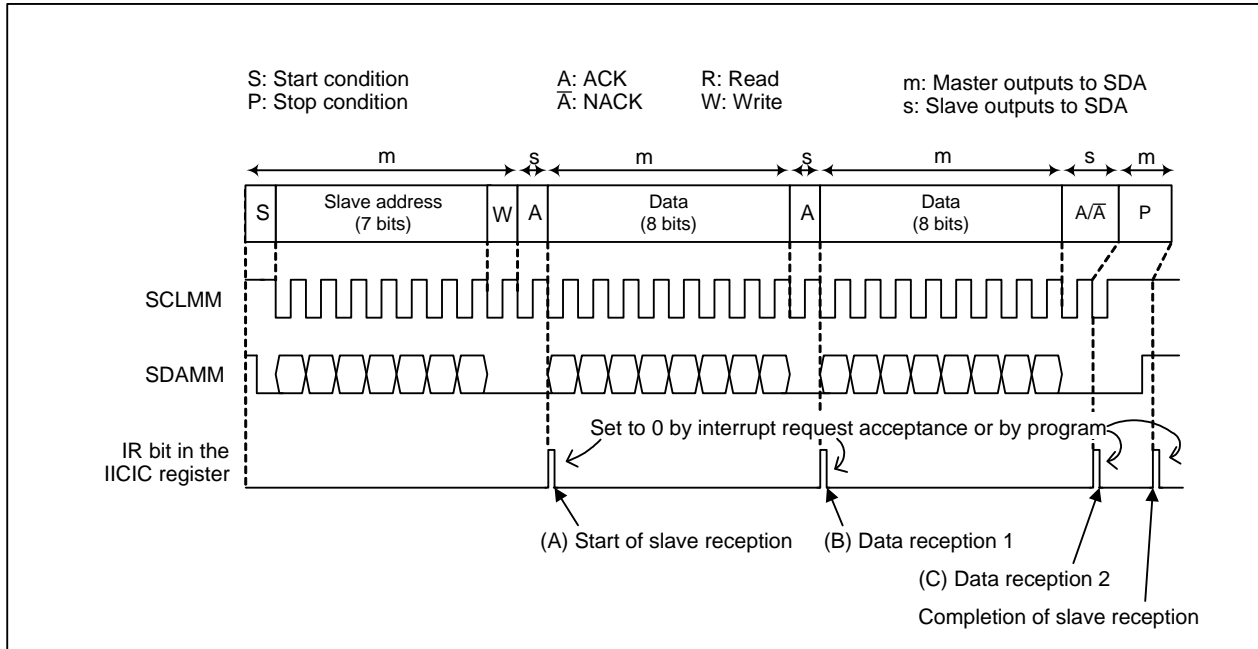 S: Start condition
P: Stop condition
A: ACK
A̅: NACK
R: Read
W: Write
m: Master outputs to SDA
s: Slave outputs to SDA
m s m s m s m
S Slave address (7 bits) W A Data (8 bits) A Data (8 bits) A/A̅ P
SCLMM
SDAMM
Set to 0 by interrupt request acceptance or by program
IR bit in the
IICIC register
(A) Start of slave reception
(B) Data reception 1
(C) Data reception 2
Completion of slave reception